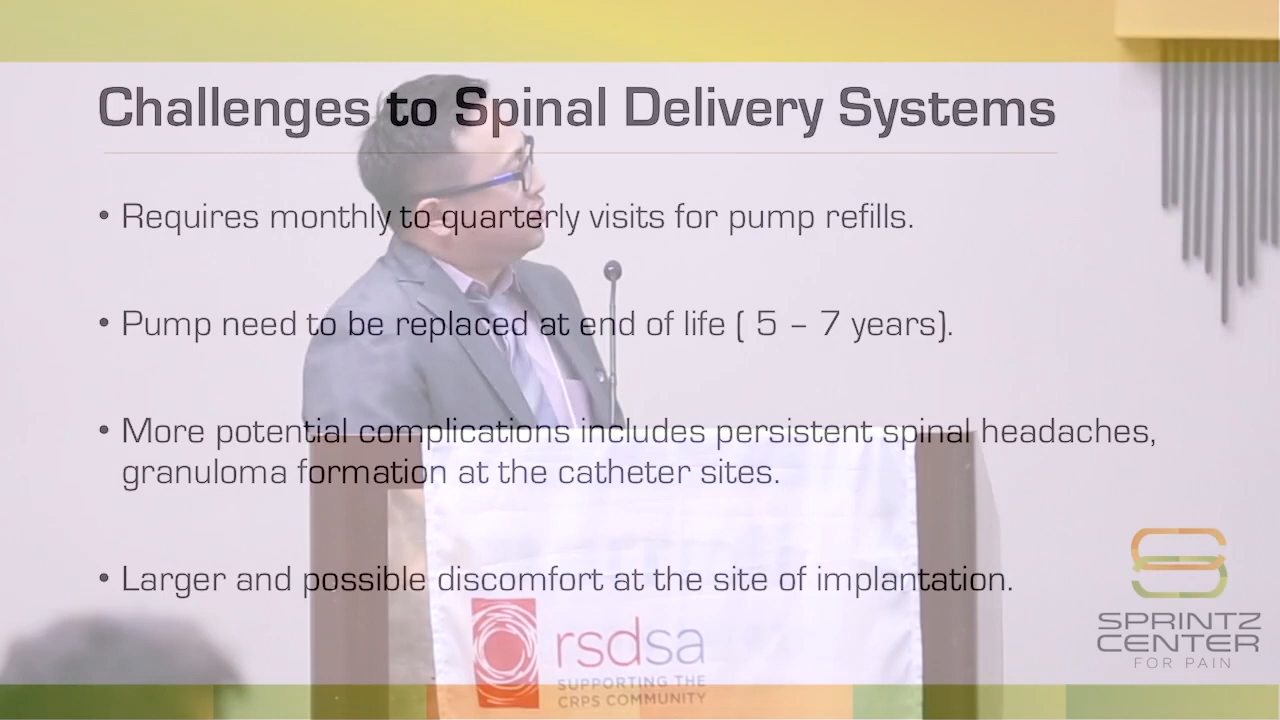 Challenges to Spinal Delivery Systems
• Requires monthly to quarterly visits for pump refills.
• Pump need to be replaced at end of life ( 5 – 7 years).
• More potential complications includes persistent spinal headaches,
granuloma formation at the catheter sites.
• Larger and possible discomfort at the site of implantation.
SPRINTZ
CENTER
FOR PAIN
rsdsa
SUPPORTING THE
CRPS COMMUNITY